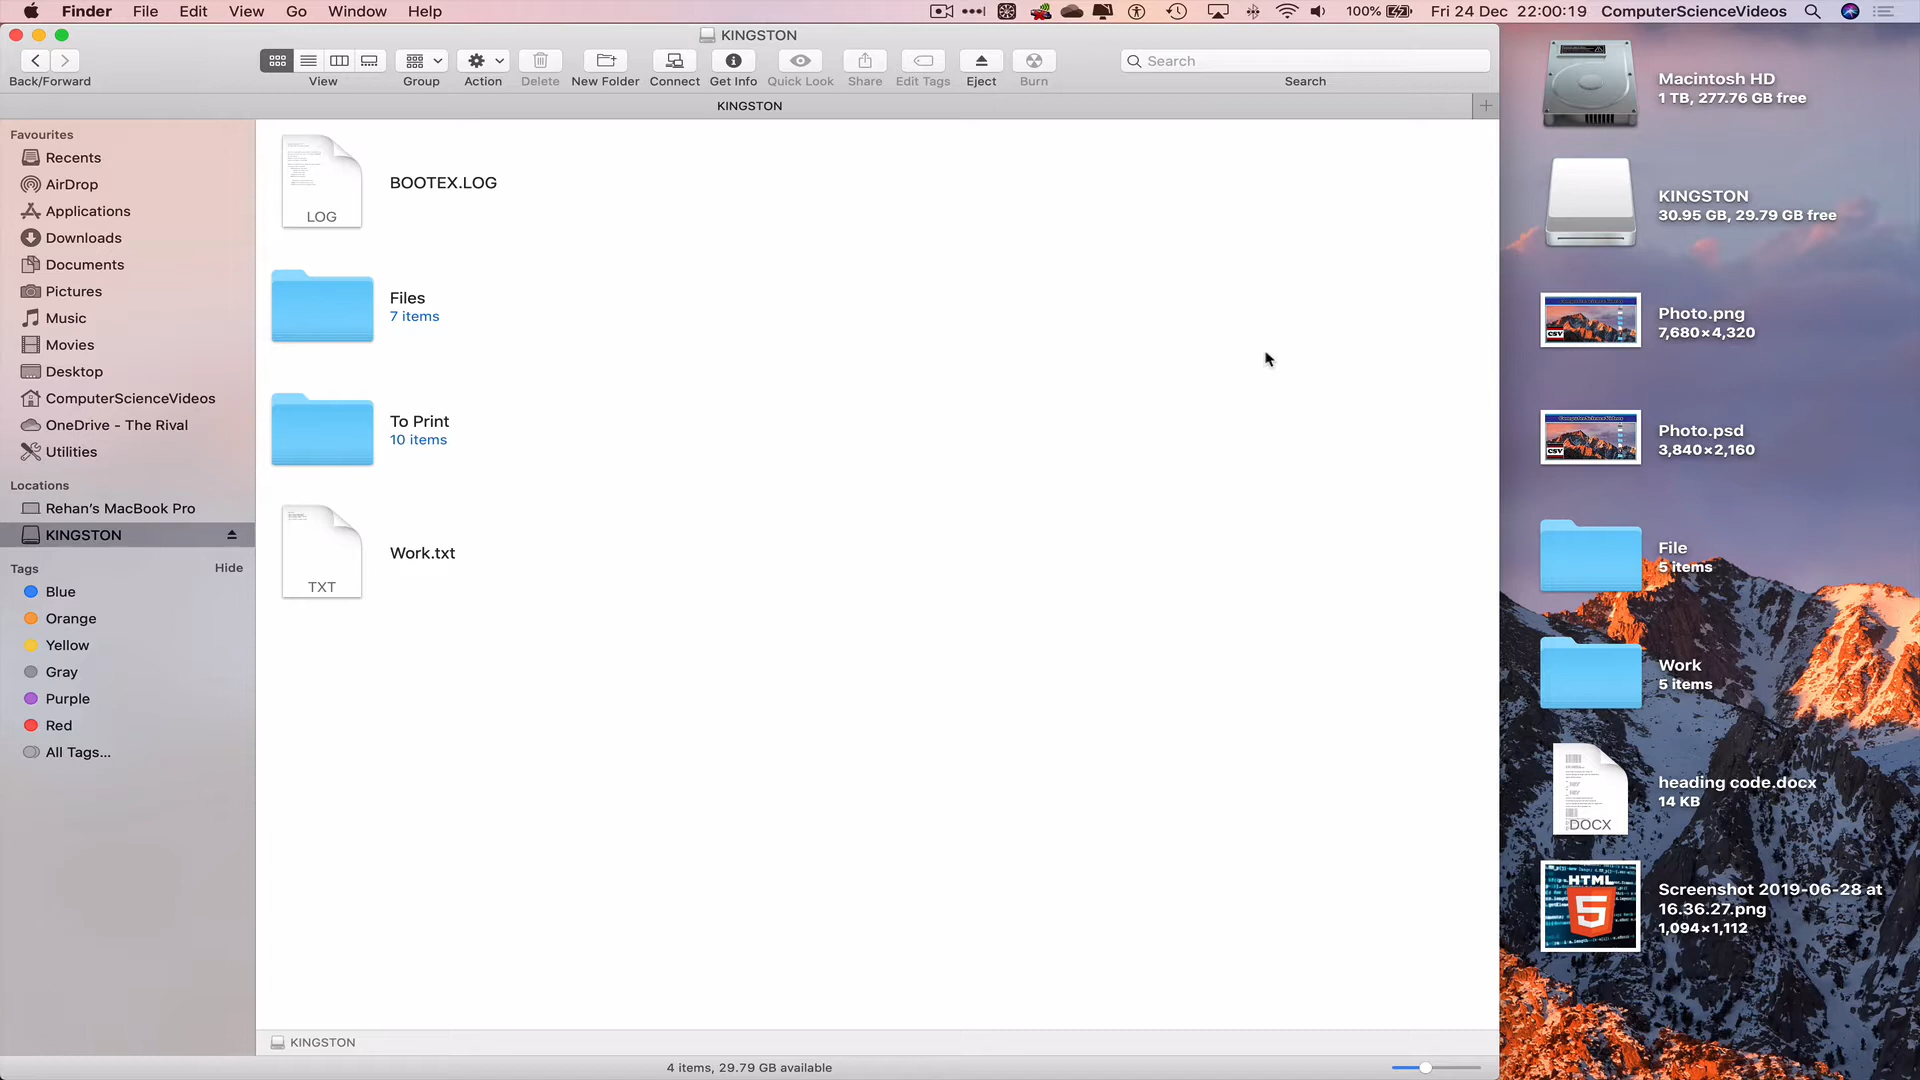 Finder File Edit View Go Window Help 100% Fri 24 Dec 22:00:19 ComputerScienceVideos
KINGSTON
Search
Back/Forward View Group Action Delete New Folder Connect Get Info Quick Look Share Edit Tags Eject Burn Search
KINGSTON
Favourites
Recents
AirDrop
Applications
Downloads
Documents
Pictures
Music
Movies
Desktop
ComputerScienceVideos
OneDrive - The Rival
Utilities
Locations
Rehan's MacBook Pro
KINGSTON
Tags Hide
Blue
Orange
Yellow
Gray
Purple
Red
All Tags...
LOG
BOOTEX.LOG
Files
7 items
To Print
10 items
TXT
Work.txt
KINGSTON
4 items, 29.79 GB available
Macintosh HD
1 TB, 277.76 GB free
KINGSTON
30.95 GB, 29.79 GB free
CSV
Photo.png
7,680×4,320
CSV
Photo.psd
3,840×2,160
File
5 items
Work
5 items
DOCX
heading code.docx
14 KB
HTML
5
Screenshot 2019-06-28 at
16.36.27.png
1,094×1,112